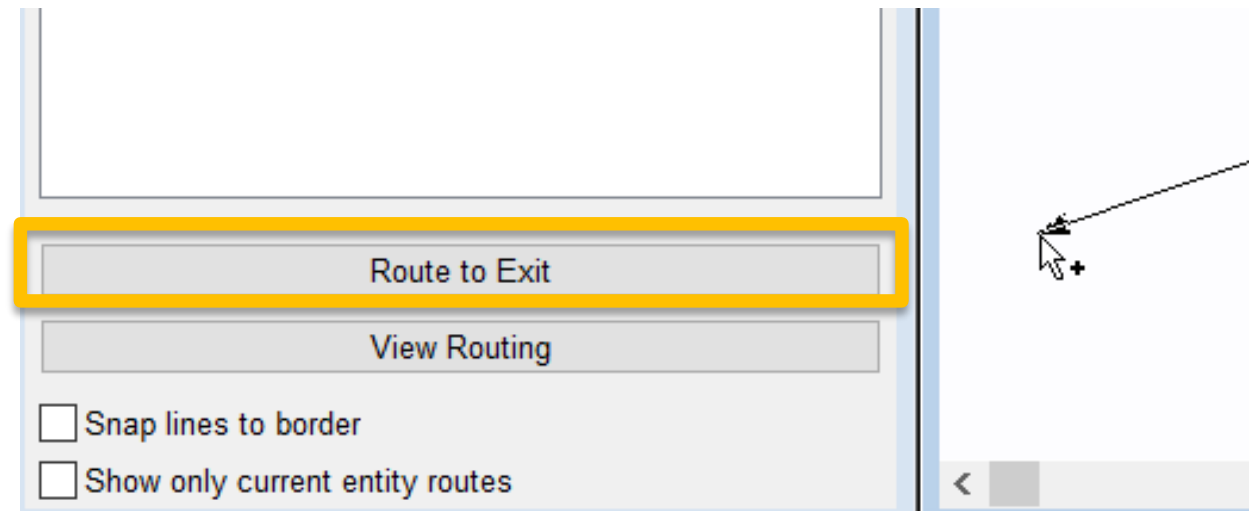 Route to Exit
View Routing
Snap lines to border
Show only current entity routes